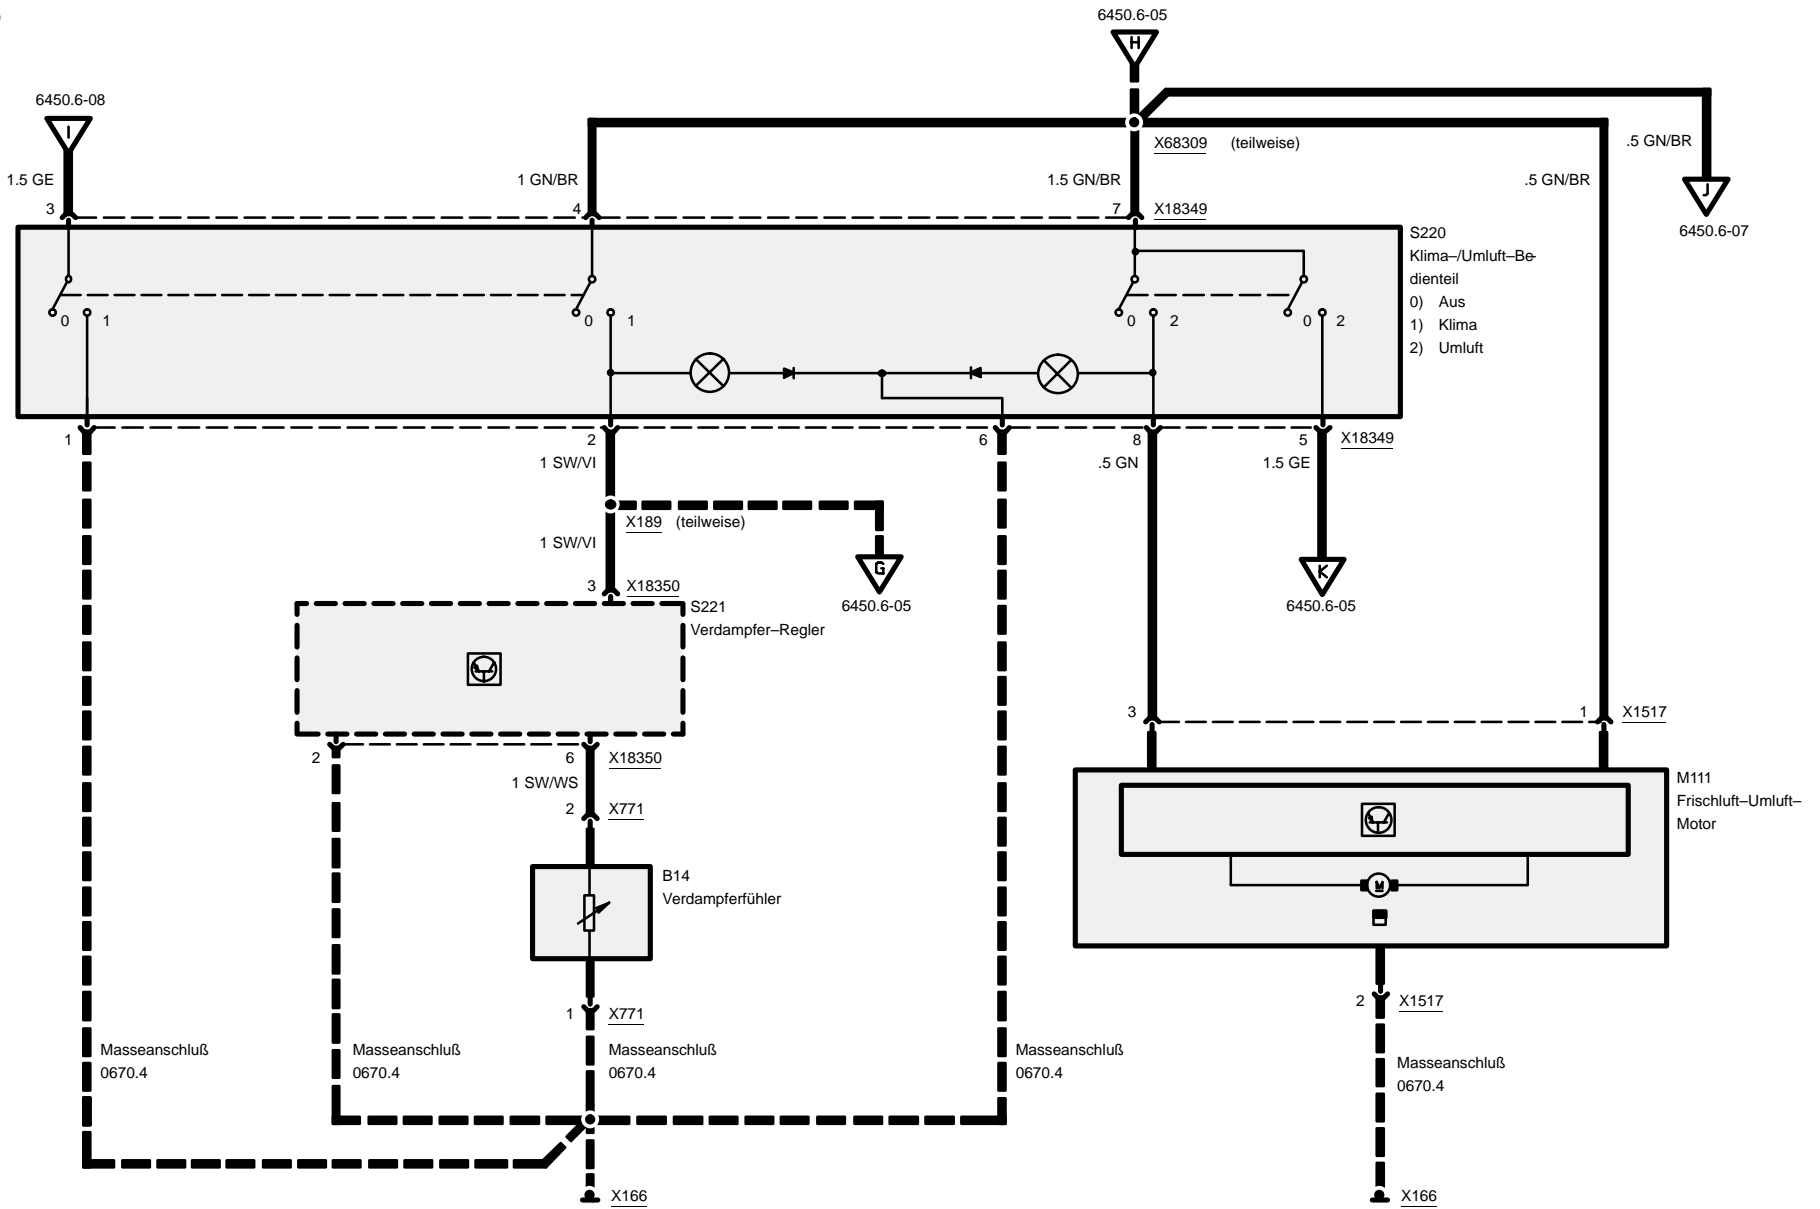 6450.6-05
H
6450.6-08
I
.5 GN/BR
X68309 (teilweise)
1.5 GE
1 GN/BR
1.5 GN/BR
.5 GN/BR
J
3
4
7
X18349
6450.6-07
S220
Klima–/Umluft–Be-
dienteil
0) Aus
1) Klima
2) Umluft
0
1
0
1
0
2
0
2
1
2
6
8
5
X18349
1 SW/VI
.5 GN
1.5 GE
X189 (teilweise)
1 SW/VI
G
K
3
X18350
6450.6-05
6450.6-05
S221
Verdampfer–Regler
3
1
X1517
2
6
X18350
1 SW/WS
M111
Frischluft–Umluft–
Motor
2
X771
B14
Verdampferfühler
M
2
X1517
1
X771
Masseanschluß
0670.4
Masseanschluß
0670.4
Masseanschluß
0670.4
Masseanschluß
0670.4
Masseanschluß
0670.4
X166
X166